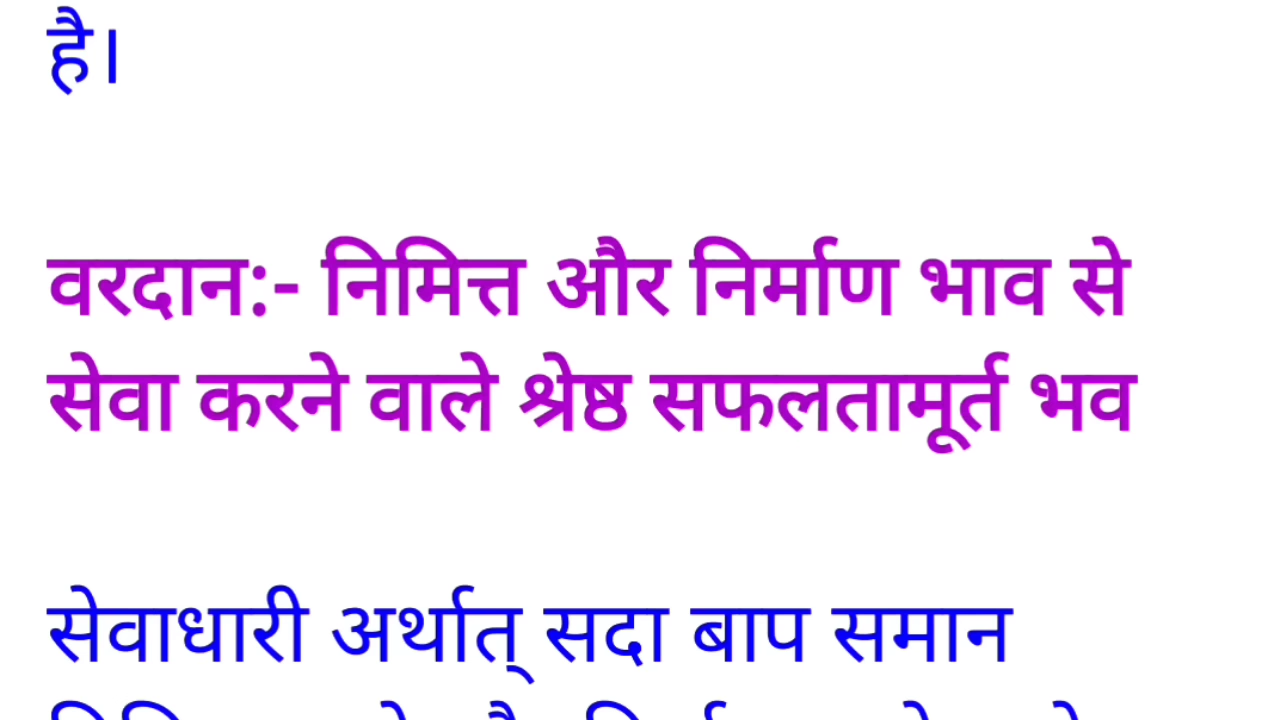 है।
वरदान:- निमित्त और निर्माण भाव से
सेवा करने वाले श्रेष्ठ सफलतामूर्त भव
सेवाधारी अर्थात् सदा बाप समान